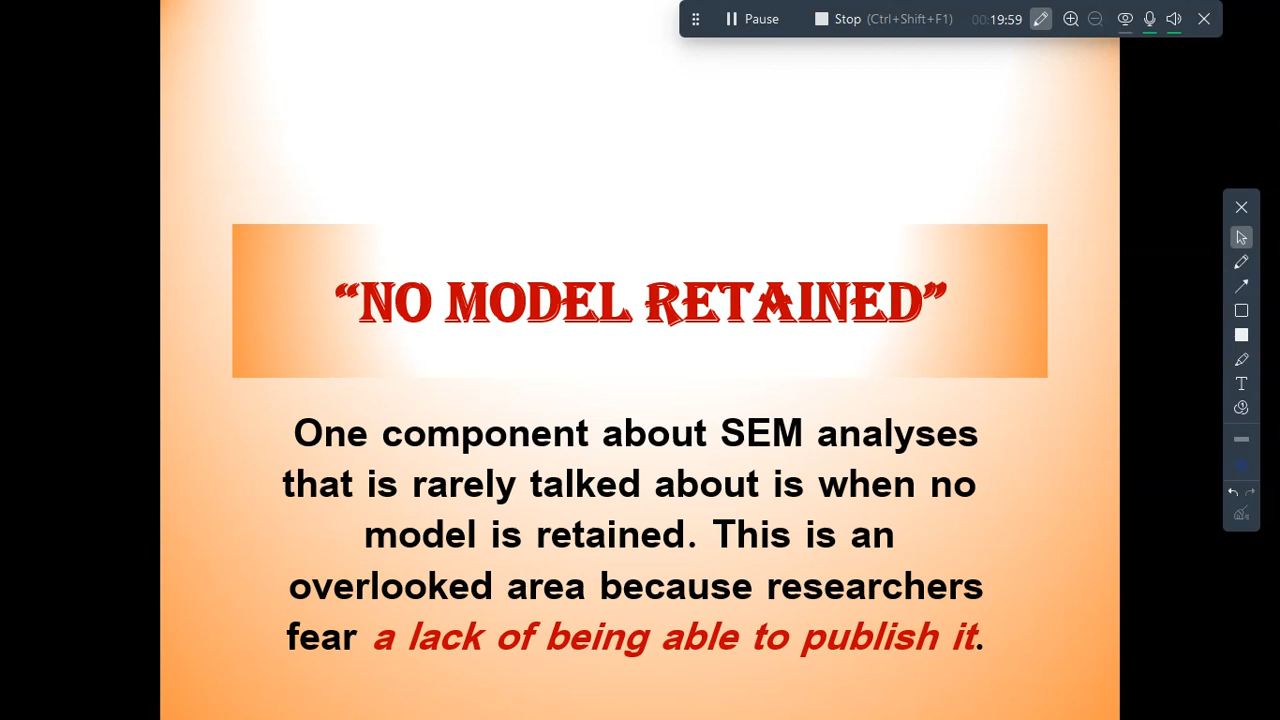 Pause Stop (Ctrl+Shift+F1) 00:19:59
“NO MODEL RETAINED”
One component about SEM analyses
that is rarely talked about is when no
model is retained. This is an
overlooked area because researchers
fear a lack of being able to publish it.